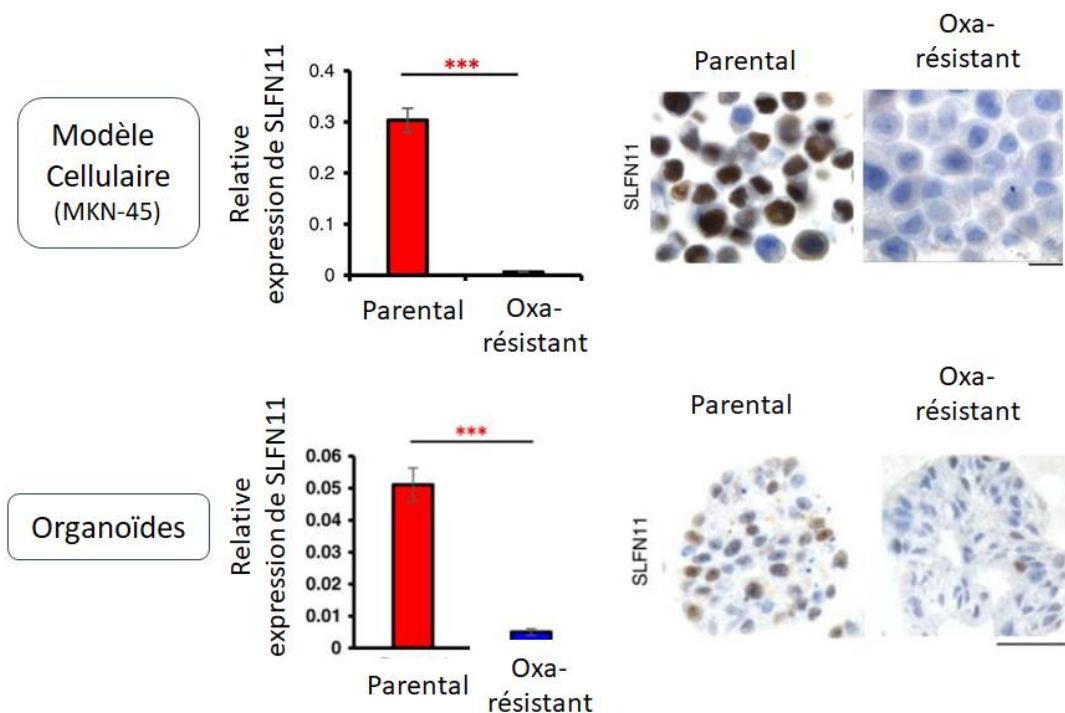 Modèle
Cellulaire
(MKN-45)
Relative
expression de SLFN11
0.4
0.3
0.2
0.1
0
***
Parental
Oxa-
résistant
Parental
Oxa-
résistant
SLFN11
Organoïdes
Relative
expression de SLFN11
0.06
0.05
0.04
0.03
0.02
0.01
0
***
Parental
Oxa-
résistant
Parental
Oxa-
résistant
SLFN11